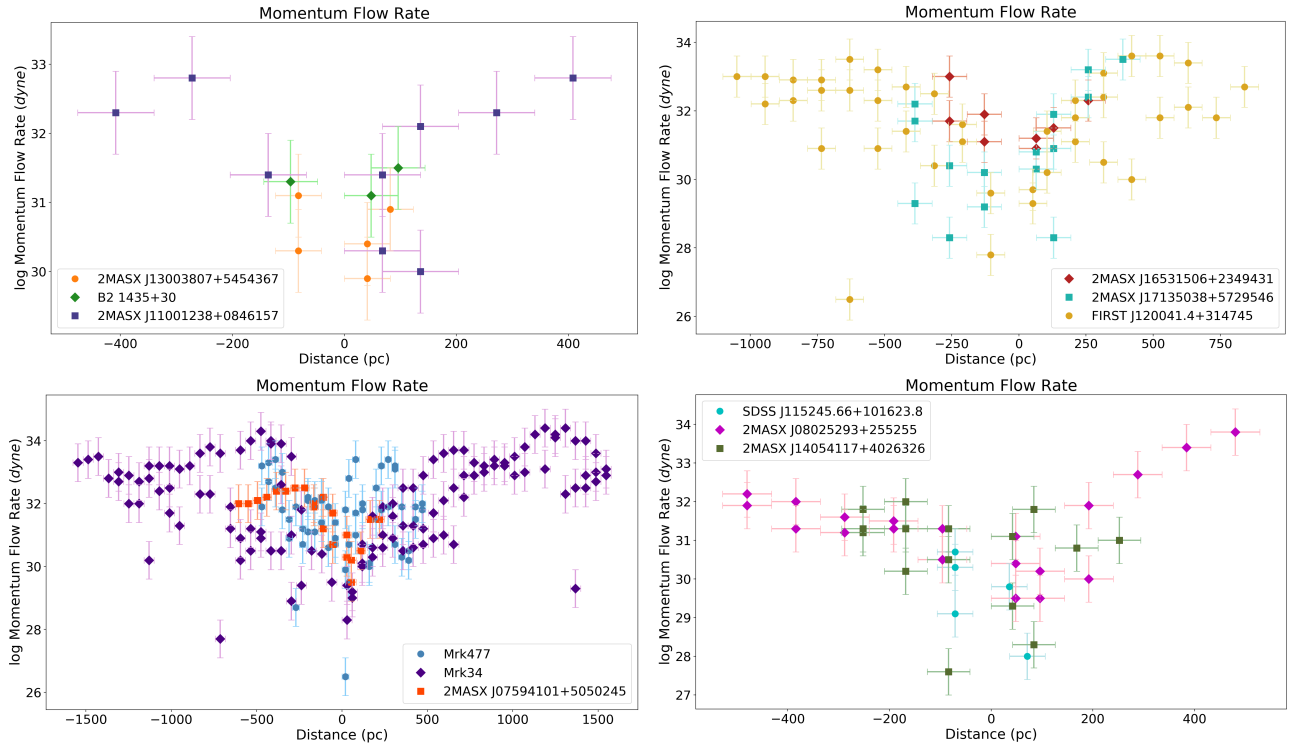 Momentum Flow Rate
log Momentum Flow Rate (dyne)
33
32
31
30
2MASX J13003807+5454367
B2 1435+30
2MASX J11001238+0846157
−400 −200 0 200 400
Distance (pc)
Momentum Flow Rate
log Momentum Flow Rate (dyne)
34
32
30
28
26
2MASX J16531506+2349431
2MASX J17135038+5729546
FIRST J120041.4+314745
−1000 −750 −500 −250 0 250 500 750
Distance (pc)
Momentum Flow Rate
log Momentum Flow Rate (dyne)
34
32
30
28
26
Mrk477
Mrk34
2MASX J07594101+5050245
−1500 −1000 −500 0 500 1000 1500
Distance (pc)
Momentum Flow Rate
log Momentum Flow Rate (dyne)
SDSS J115245.66+101623.8
2MASX J08025293+255255
2MASX J14054117+4026326
34
33
32
31
30
29
28
27
−400 −200 0 200 400
Distance (pc)